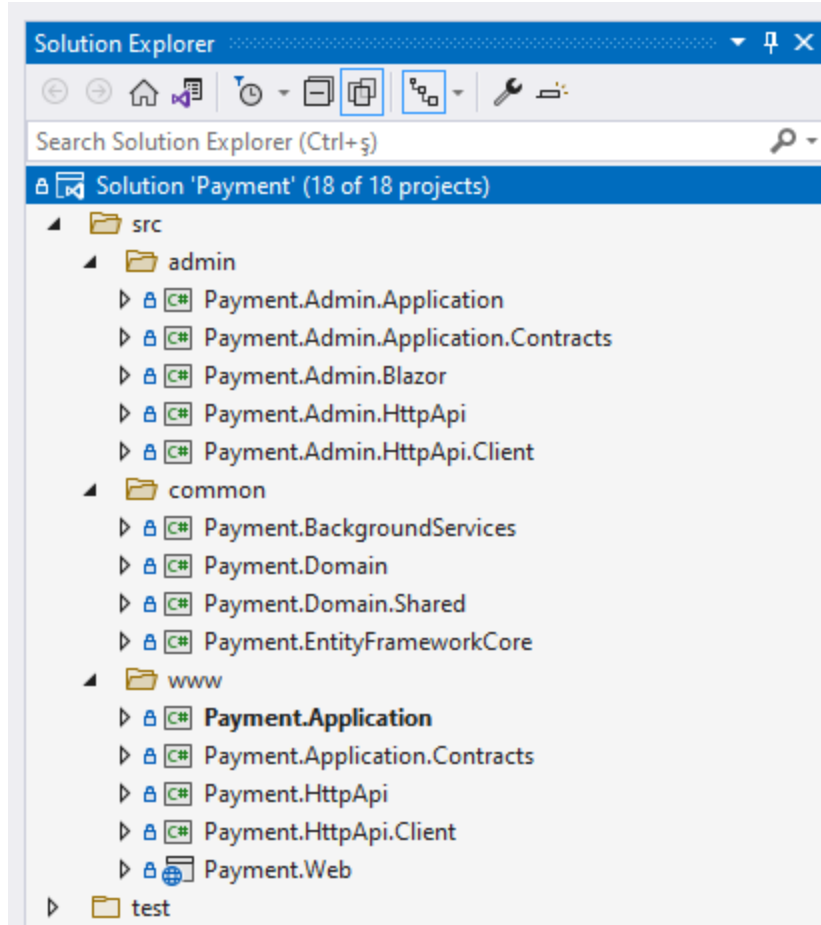 Solution Explorer
Search Solution Explorer (Ctrl+ş)
Solution 'Payment' (18 of 18 projects)
src
admin
C# Payment.Admin.Application
C# Payment.Admin.Application.Contracts
C# Payment.Admin.Blazor
C# Payment.Admin.HttpApi
C# Payment.Admin.HttpApi.Client
common
C# Payment.BackgroundServices
C# Payment.Domain
C# Payment.Domain.Shared
C# Payment.EntityFrameworkCore
www
C# Payment.Application
C# Payment.Application.Contracts
C# Payment.HttpApi
C# Payment.HttpApi.Client
Payment.Web
test